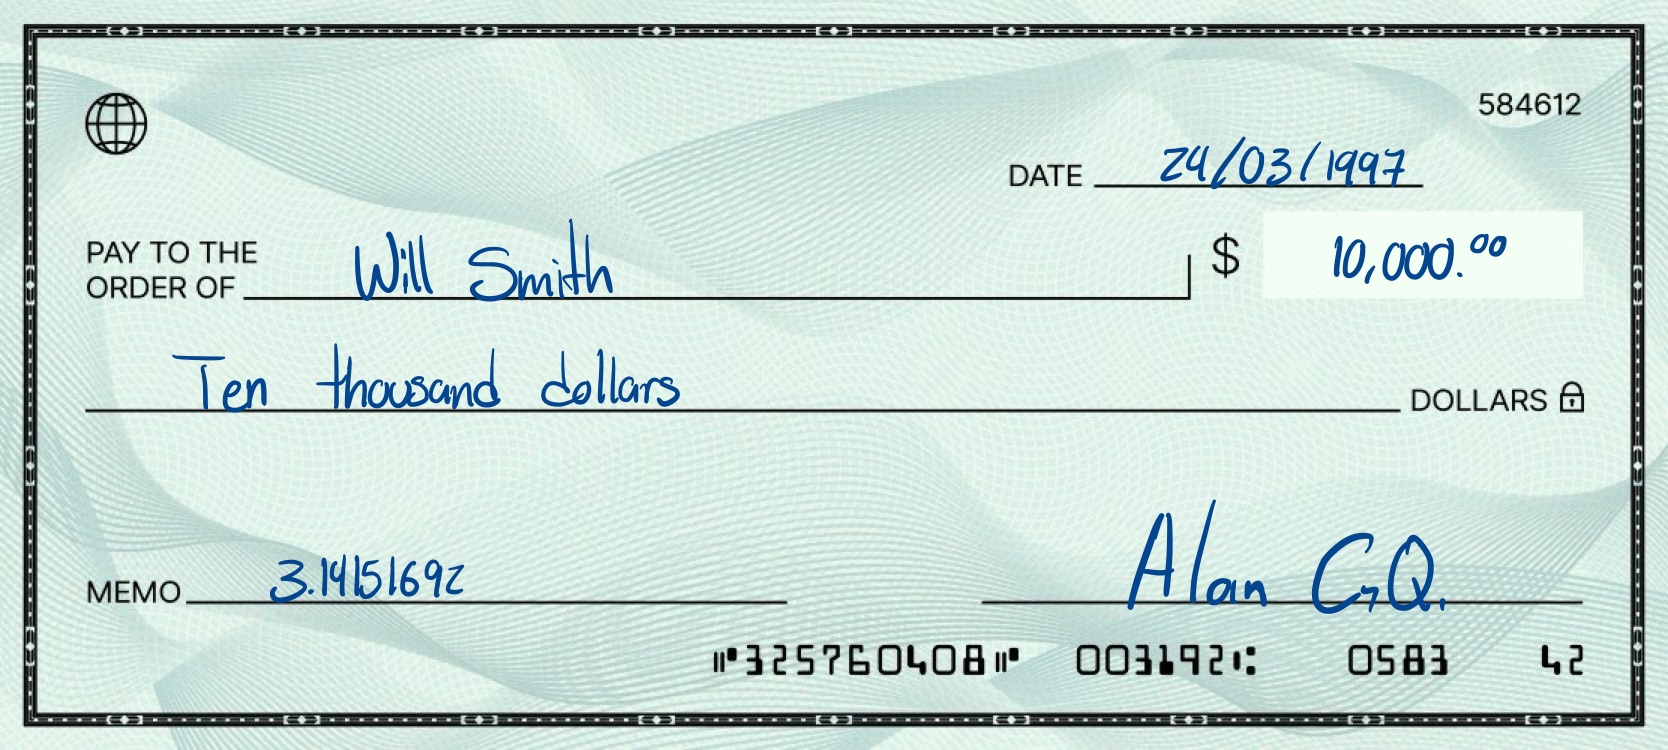 584612
DATE 24/03/1997
PAY TO THE
ORDER OF Will Smith $ 10,000.00
Ten thousand dollars DOLLARS
MEMO 3.14151692 Alan G.Q.
⑈325760408⑈ 003192⑆ 0583 42